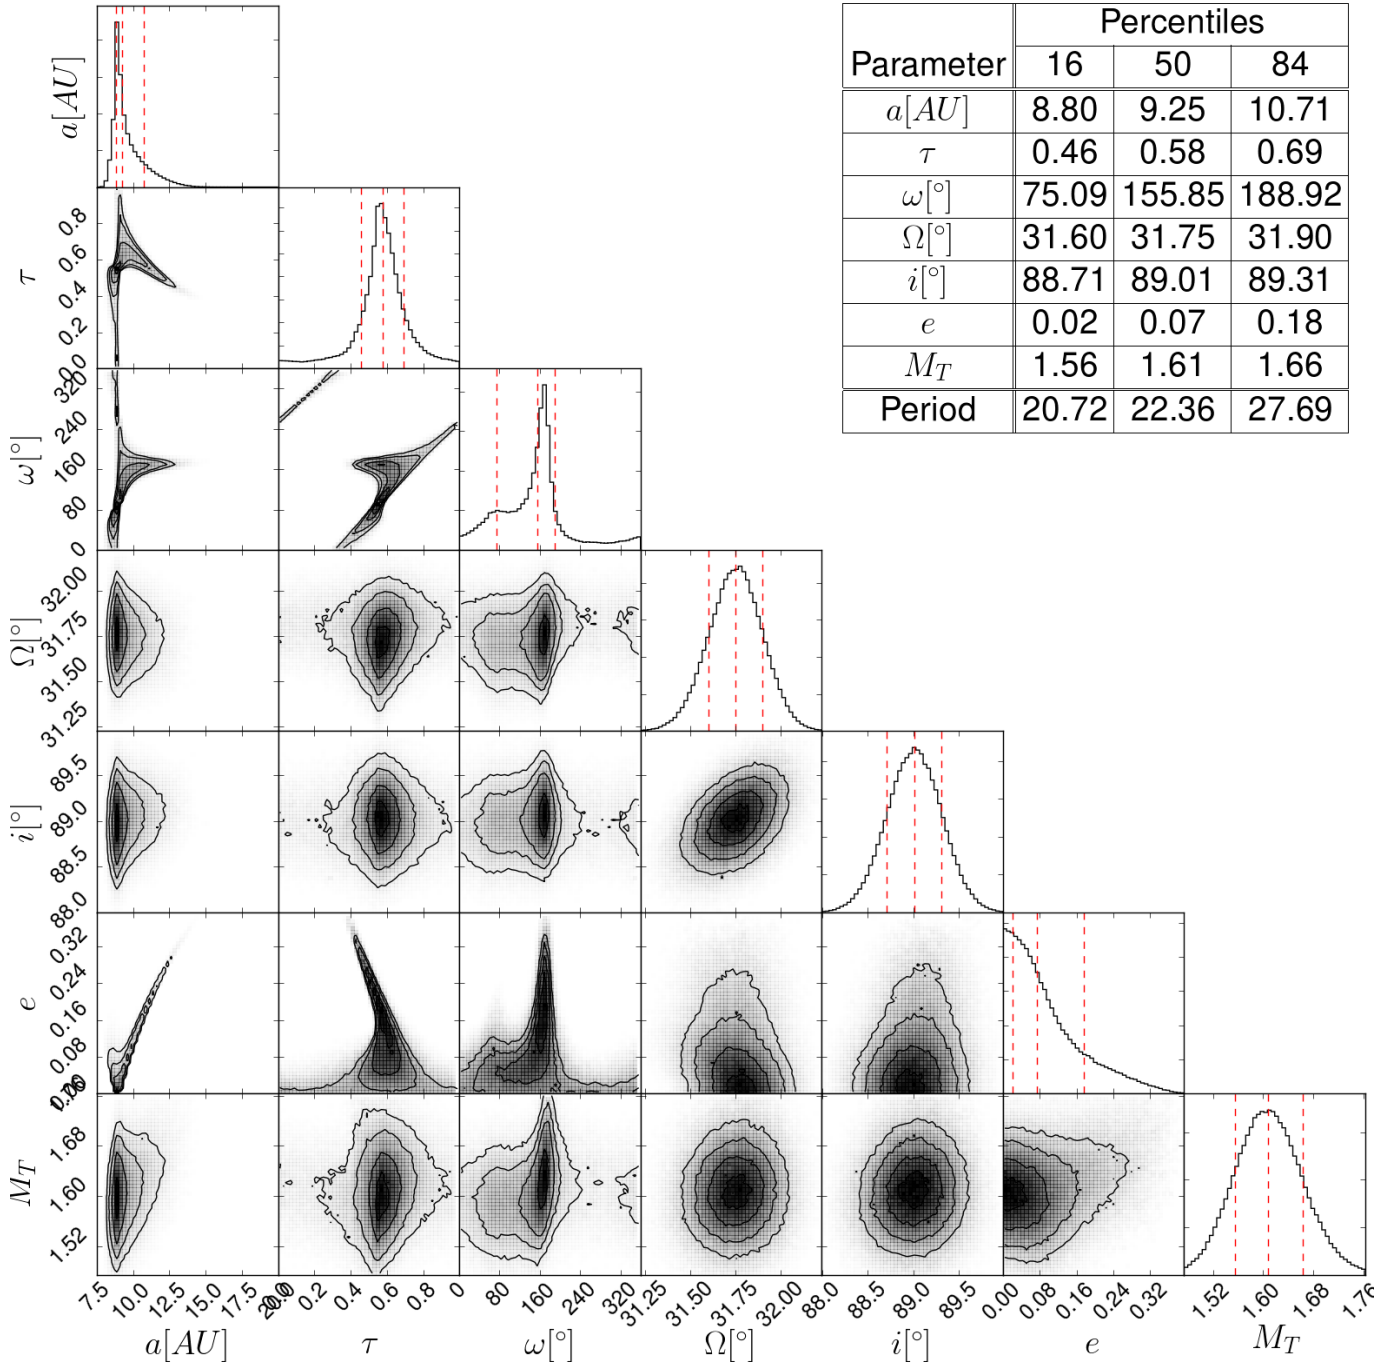 Percentiles
Parameter 16 50 84
a[AU] 8.80 9.25 10.71
τ 0.46 0.58 0.69
ω[°] 75.09 155.85 188.92
Ω[°] 31.60 31.75 31.90
i[°] 88.71 89.01 89.31
e 0.02 0.07 0.18
M_T 1.56 1.61 1.66
Period 20.72 22.36 27.69
a[AU]
τ
0.8
0.6
0.4
0.2
ω[°]
320
240
160
80
0
Ω[°]
32.00
31.75
31.50
31.25
i[°]
89.5
89.0
88.5
88.0
e
0.32
0.24
0.16
0.08
M_T
1.68
1.60
1.52
7.5 10.0 12.5 15.0 17.5 0.2 0.4 0.6 0.8 0 80 160 240 320 31.25 31.50 31.75 32.00 88.0 88.5 89.0 89.5 0.00 0.08 0.16 0.24 0.32 1.52 1.60 1.68 1.76
a[AU] τ ω[°] Ω[°] i[°] e M_T